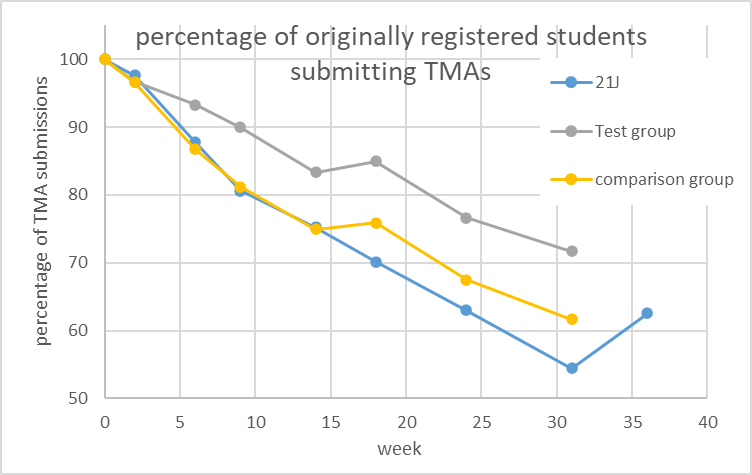 percentage of originally registered students
submitting TMAs
100
90
80
70
60
50
percentage of TMA submissions
0 5 10 15 20 25 30 35 40
week
21J
Test group
comparison group